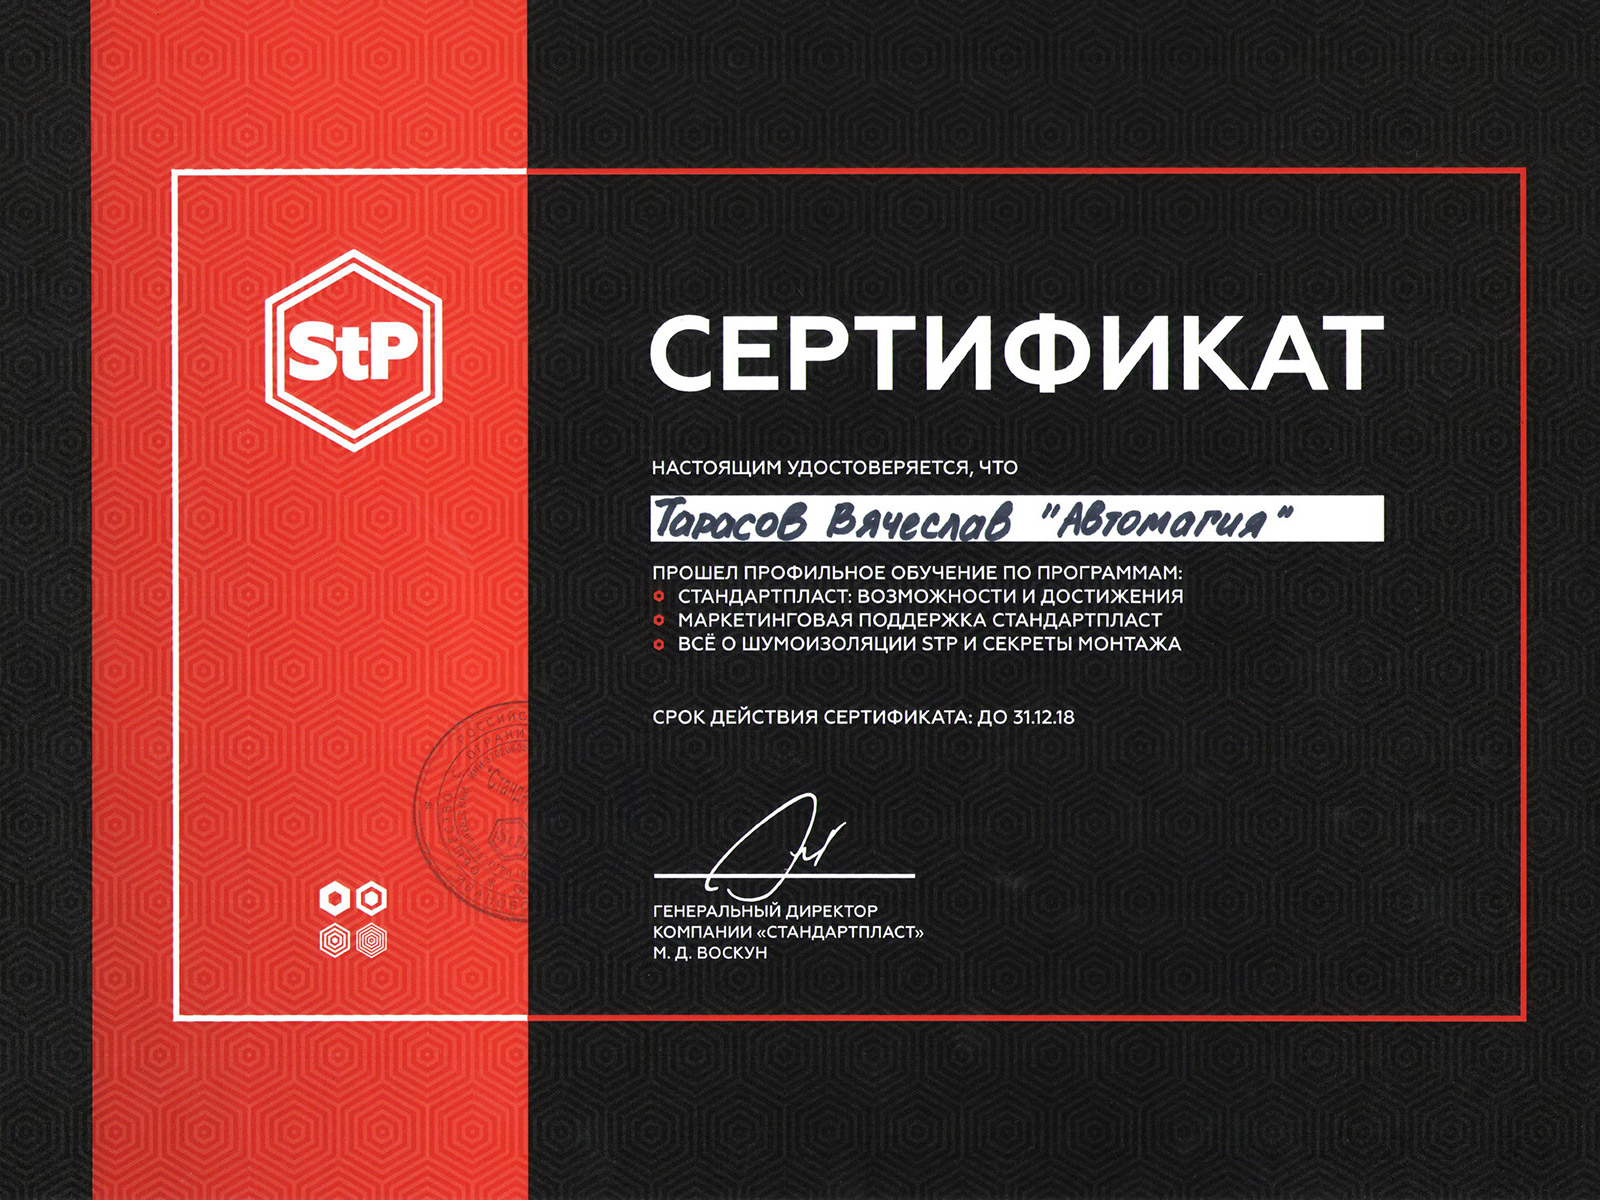 StP
СЕРТИФИКАТ
НАСТОЯЩИМ УДОСТОВЕРЯЕТСЯ, ЧТО
Тарасов Вячеслав "Автомагия"
ПРОШЕЛ ПРОФИЛЬНОЕ ОБУЧЕНИЕ ПО ПРОГРАММАМ:
СТАНДАРТПЛАСТ: ВОЗМОЖНОСТИ И ДОСТИЖЕНИЯ
МАРКЕТИНГОВАЯ ПОДДЕРЖКА СТАНДАРТПЛАСТ
ВСЁ О ШУМОИЗОЛЯЦИИ STP И СЕКРЕТЫ МОНТАЖА
СРОК ДЕЙСТВИЯ СЕРТИФИКАТА: ДО 31.12.18
ГЕНЕРАЛЬНЫЙ ДИРЕКТОР
КОМПАНИИ «СТАНДАРТПЛАСТ»
М. Д. ВОСКУН